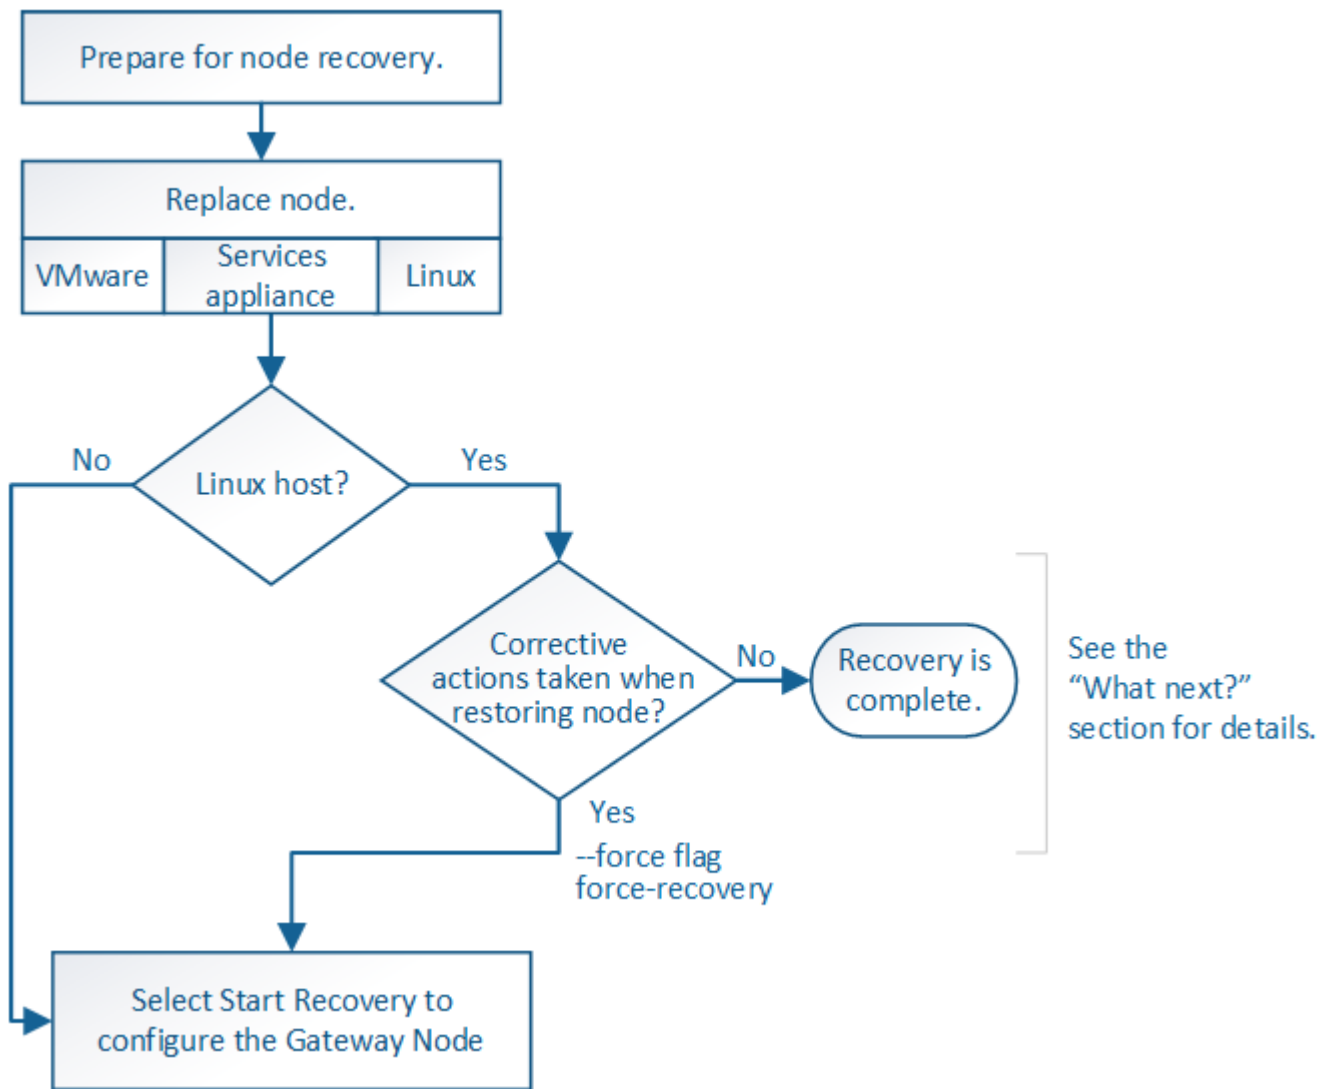 Prepare for node recovery.
Replace node.
VMware
Services
appliance
Linux
Linux host?
No
Yes
Corrective
actions taken when
restoring node?
No
Recovery is
complete.
See the
“What next?”
section for details.
Yes
--force flag
force-recovery
Select Start Recovery to
configure the Gateway Node